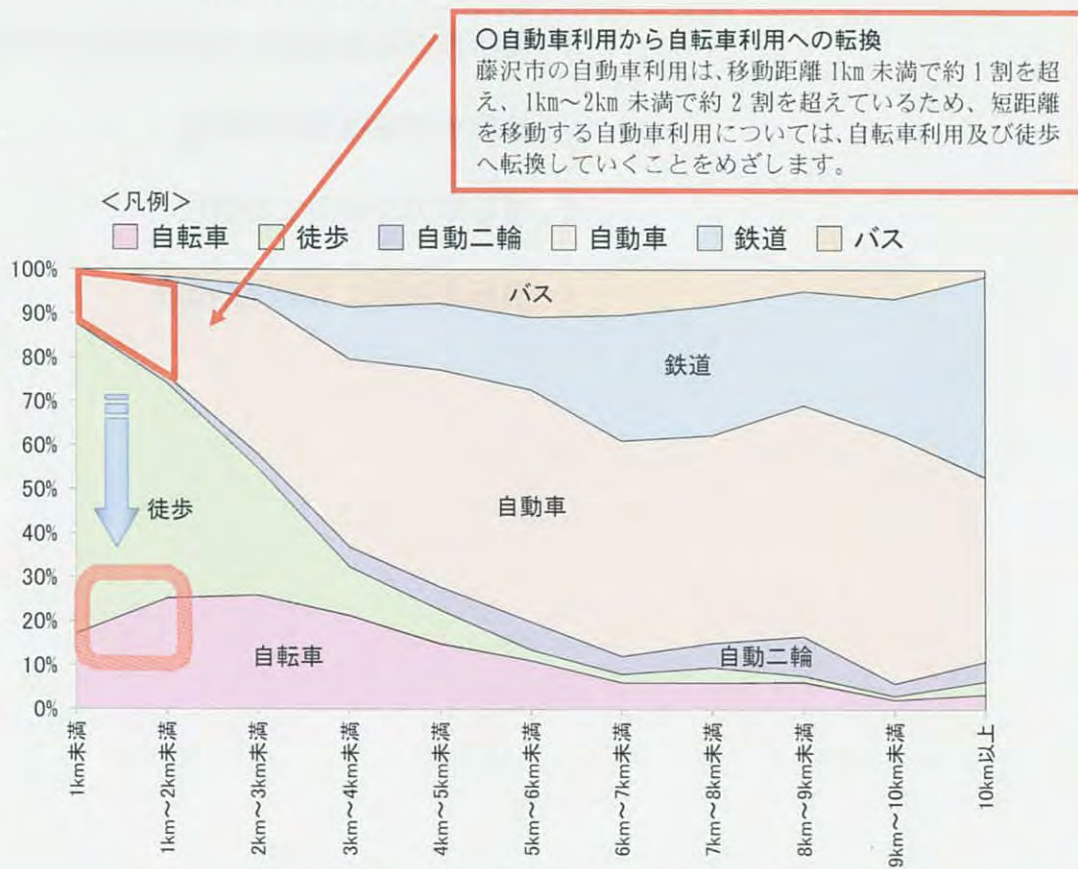 ○自動車利用から自転車利用への転換
藤沢市の自動車利用は、移動距離 1km 未満で約 1 割を超
え、1km～2km 未満で約 2 割を超えているため、短距離
を移動する自動車利用については、自転車利用及び徒歩
へ転換していくことをめざします。
＜凡例＞
自転車 徒歩 自動二輪 自動車 鉄道 バス
100%
90%
80%
70%
60%
50%
40%
30%
20%
10%
0%
バス
鉄道
自動車
徒歩
自転車
自動二輪
1km未満
1km～2km未満
2km～3km未満
3km～4km未満
4km～5km未満
5km～6km未満
6km～7km未満
7km～8km未満
8km～9km未満
9km～10km未満
10km以上